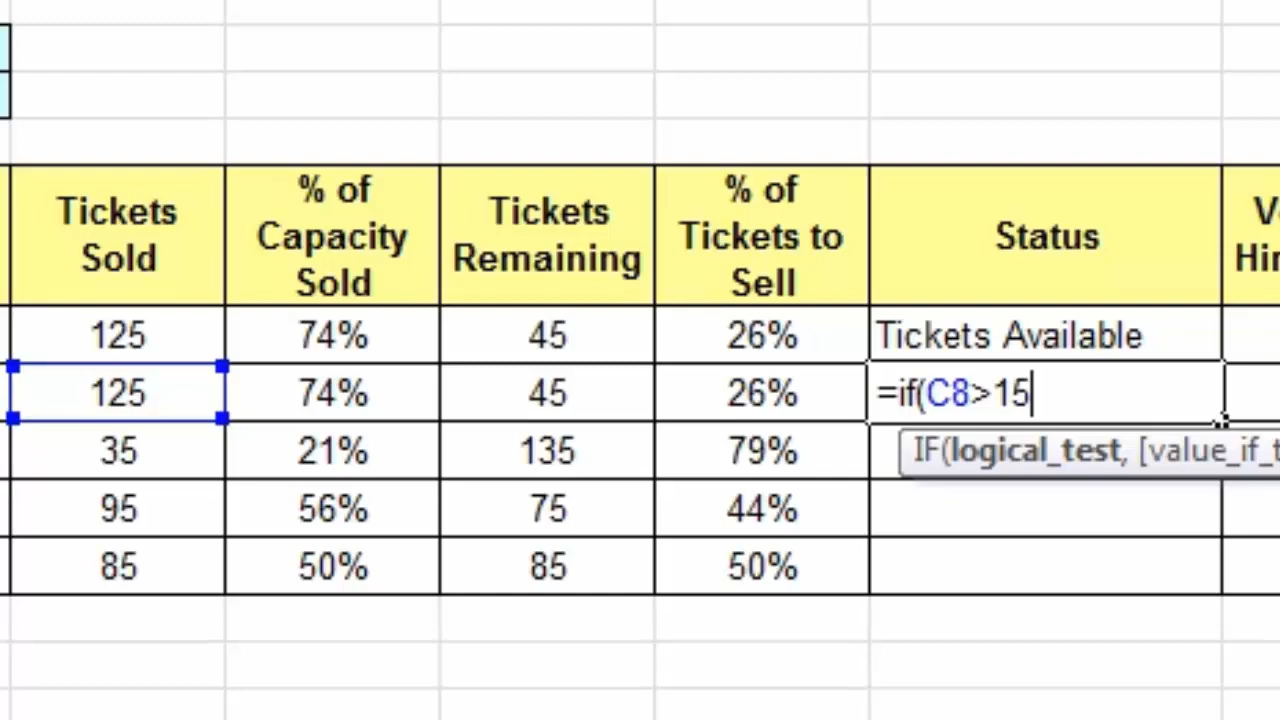 Tickets Sold
% of Capacity Sold
Tickets Remaining
% of Tickets to Sell
Status
125 74% 45 26% Tickets Available
125 74% 45 26% =if(C8>15
IF(logical_test, [value_if_t
35 21% 135 79%
95 56% 75 44%
85 50% 85 50%